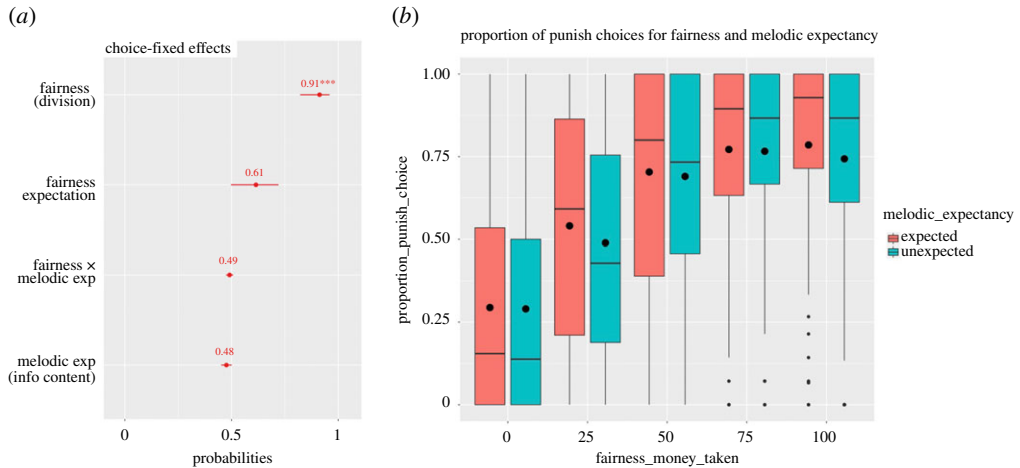 (a)
choice-fixed effects
fairness
(division)
0.91***
fairness
expectation
0.61
fairness ×
melodic exp
0.49
melodic exp
(info content)
0.48
0 0.5 1
probabilities
(b)
proportion of punish choices for fairness and melodic expectancy
proportion_punish_choice
1.00
0.75
0.50
0.25
0
0 25 50 75 100
fairness_money_taken
melodic_expectancy
expected
unexpected